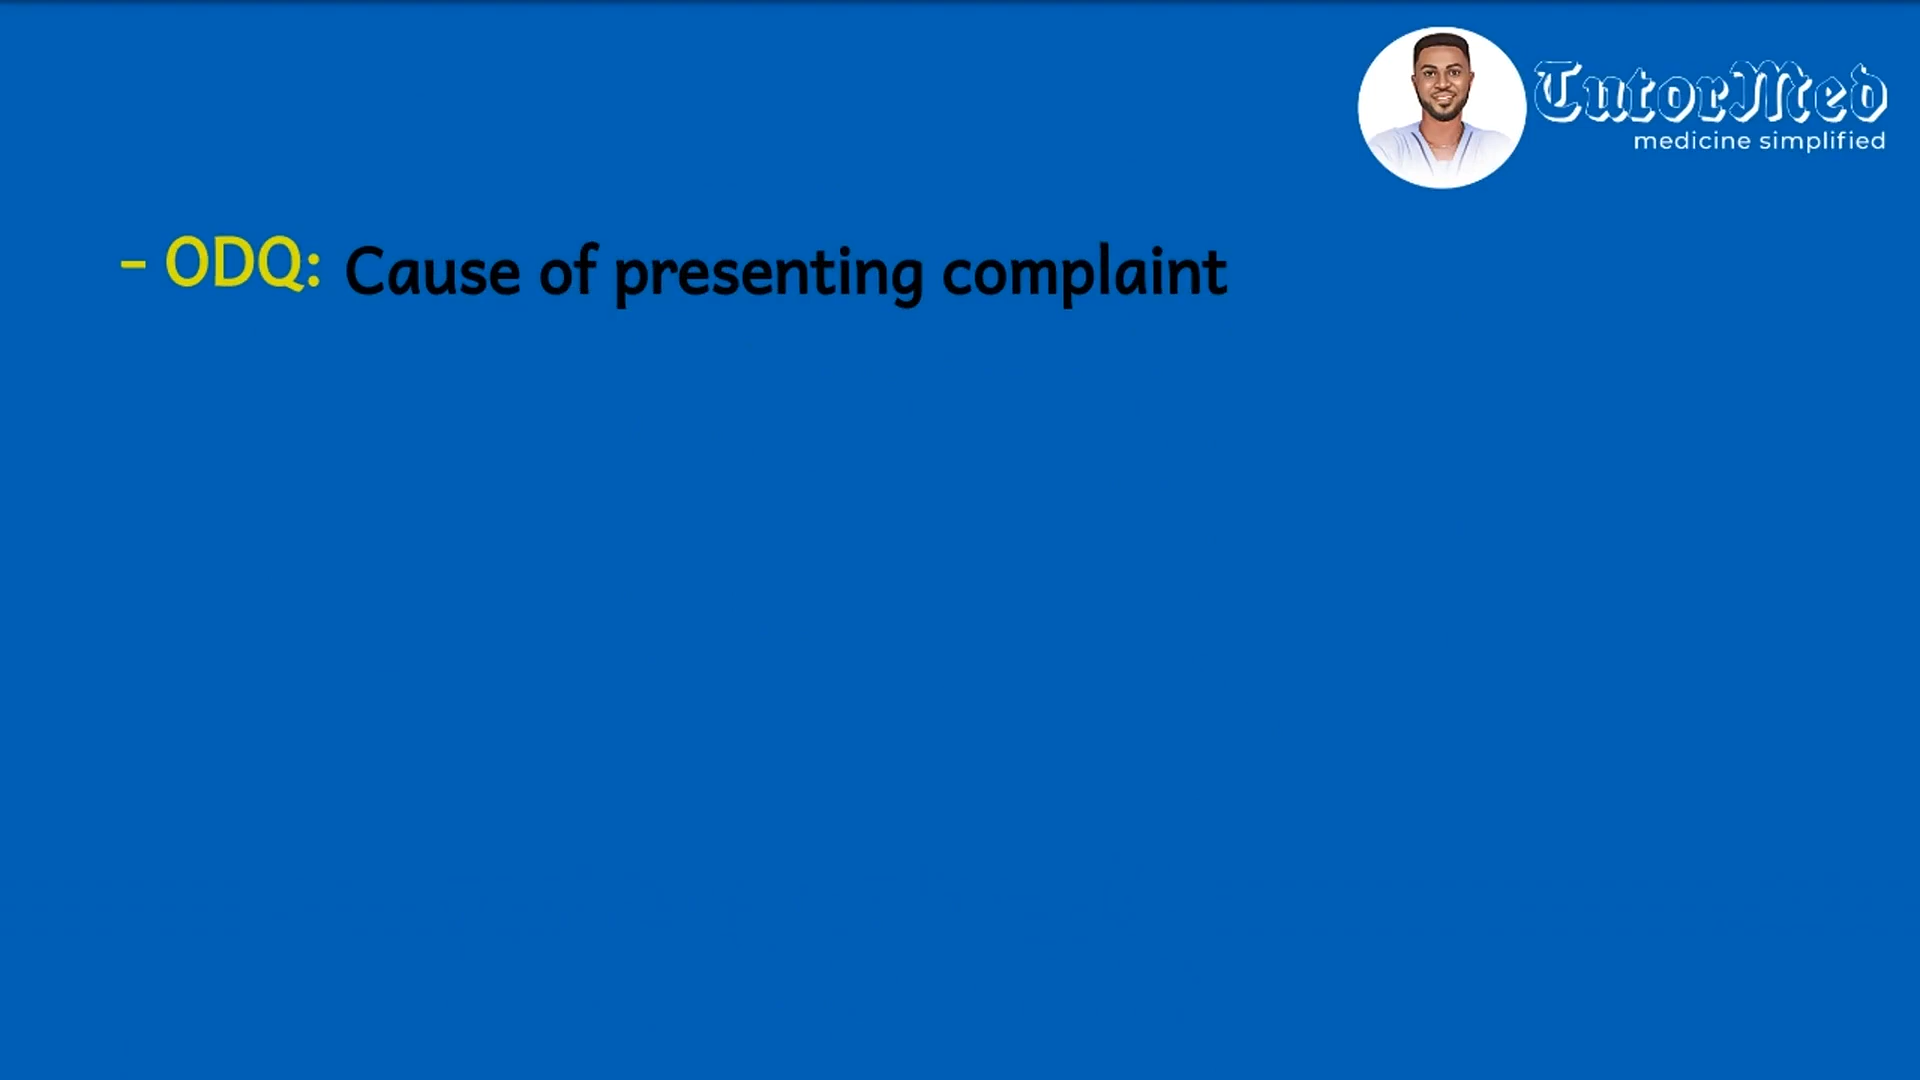 TutorMed
medicine simplified
- ODQ: Cause of presenting complaint